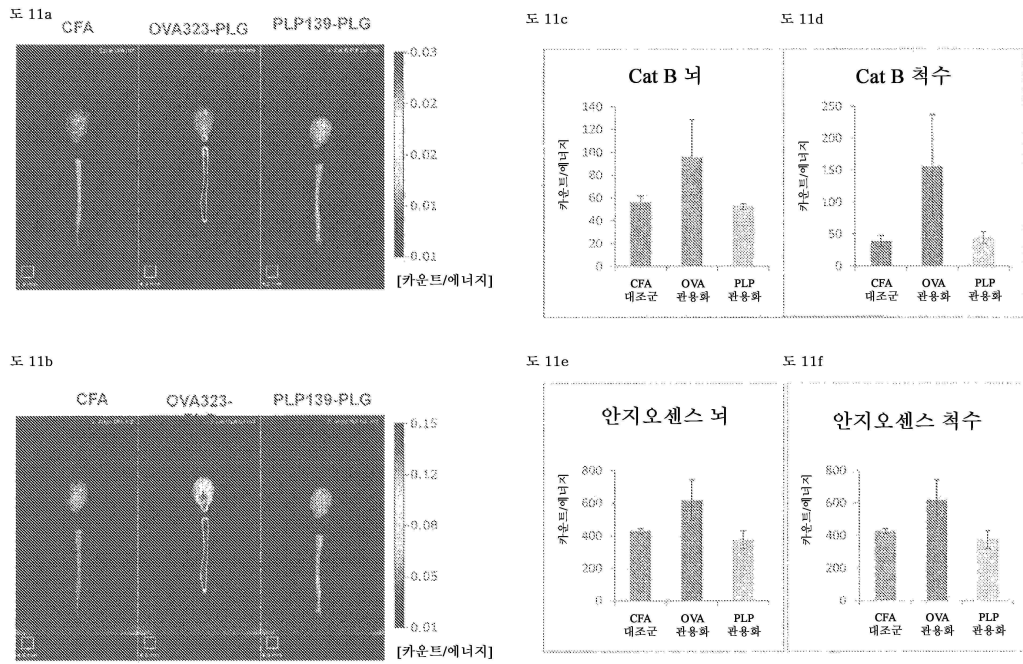 도 11a
CFA
OVA323-PLG
PLP139-PLG
0.03
0.02
0.02
0.01
0.01
[카운트/에너지]
도 11c
Cat B 뇌
카운트/에너지
140
120
100
80
60
40
20
0
CFA 대조군
OVA 관용화
PLP 관용화
도 11d
Cat B 척수
카운트/에너지
250
200
150
100
50
0
CFA 대조군
OVA 관용화
PLP 관용화
도 11b
CFA
OVA323-
PLP139-PLG
0.15
0.12
0.08
0.05
0.01
[카운트/에너지]
도 11e
안지오센스 뇌
카운트/에너지
800
600
400
200
0
CFA 대조군
OVA 관용화
PLP 관용화
도 11f
안지오센스 척수
카운트/에너지
800
600
400
200
0
CFA 대조군
OVA 관용화
PLP 관용화